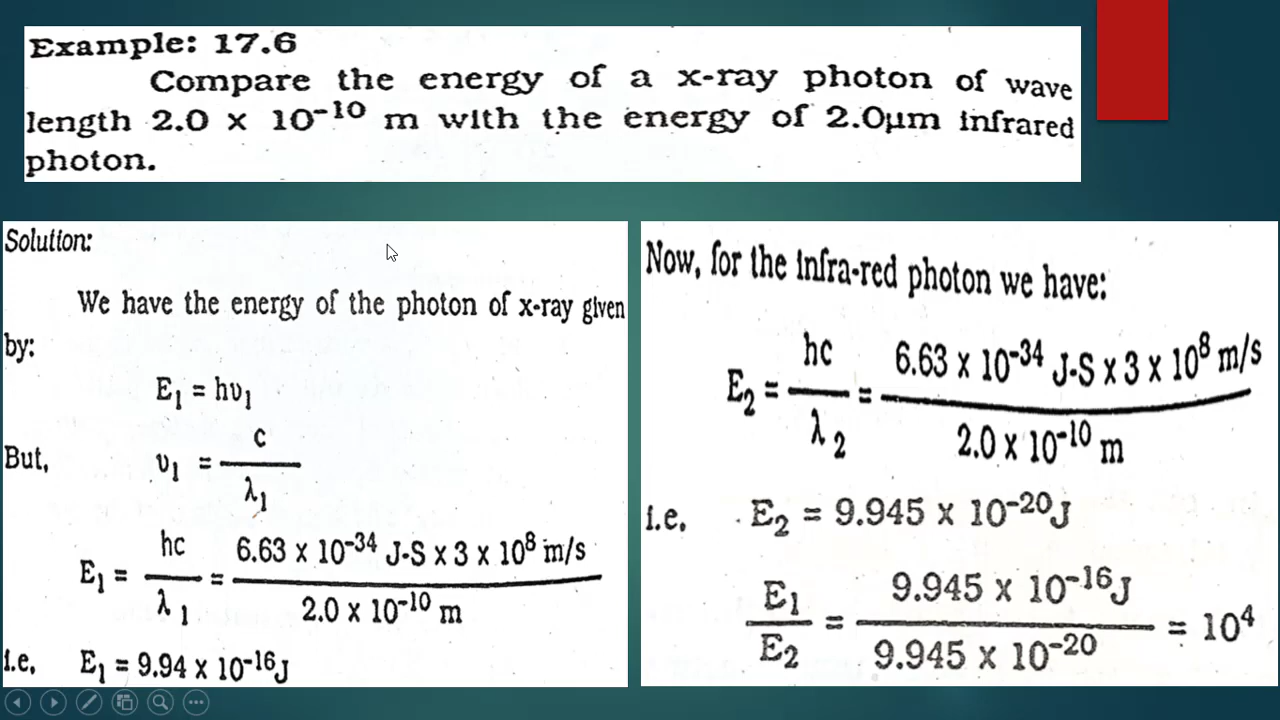 Example: 17.6
Compare the energy of a x-ray photon of wave
length 2.0 x 10⁻¹⁰ m with the energy of 2.0µm infrared
photon.
Solution:
We have the energy of the photon of x-ray given
by:
E₁ = hυ₁
But, υ₁ = c / λ₁
E₁ = hc / λ₁ = 6.63 x 10⁻³⁴ J-S x 3 x 10⁸ m/s / 2.0 x 10⁻¹⁰ m
i.e. E₁ = 9.94 x 10⁻¹⁶J
Now, for the infra-red photon we have:
E₂ = hc / λ₂ = 6.63 x 10⁻³⁴ J-S x 3 x 10⁸ m/s / 2.0 x 10⁻¹⁰ m
i.e. E₂ = 9.945 x 10⁻²⁰J
E₁ / E₂ = 9.945 x 10⁻¹⁶J / 9.945 x 10⁻²⁰ = 10⁴